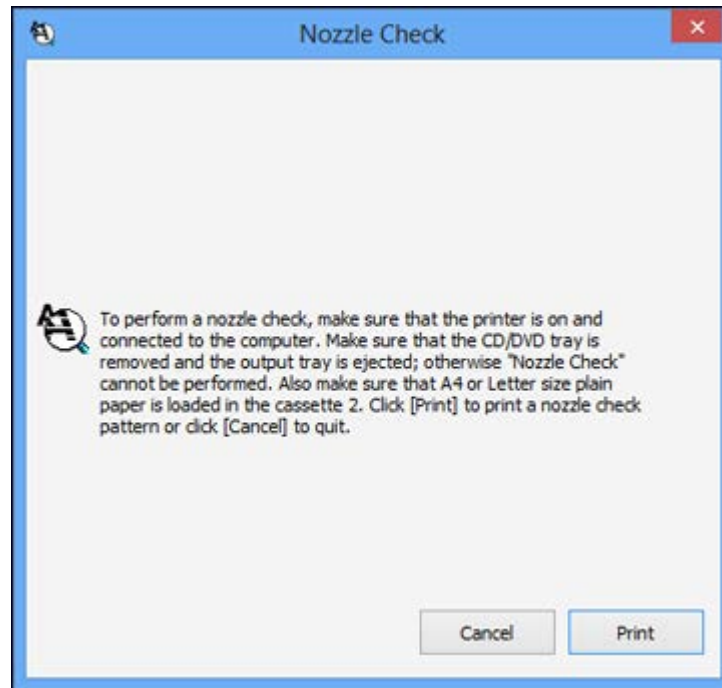 Nozzle Check
To perform a nozzle check, make sure that the printer is on and
connected to the computer. Make sure that the CD/DVD tray is
removed and the output tray is ejected; otherwise "Nozzle Check"
cannot be performed. Also make sure that A4 or Letter size plain
paper is loaded in the cassette 2. Click [Print] to print a nozzle check
pattern or click [Cancel] to quit.
Cancel Print